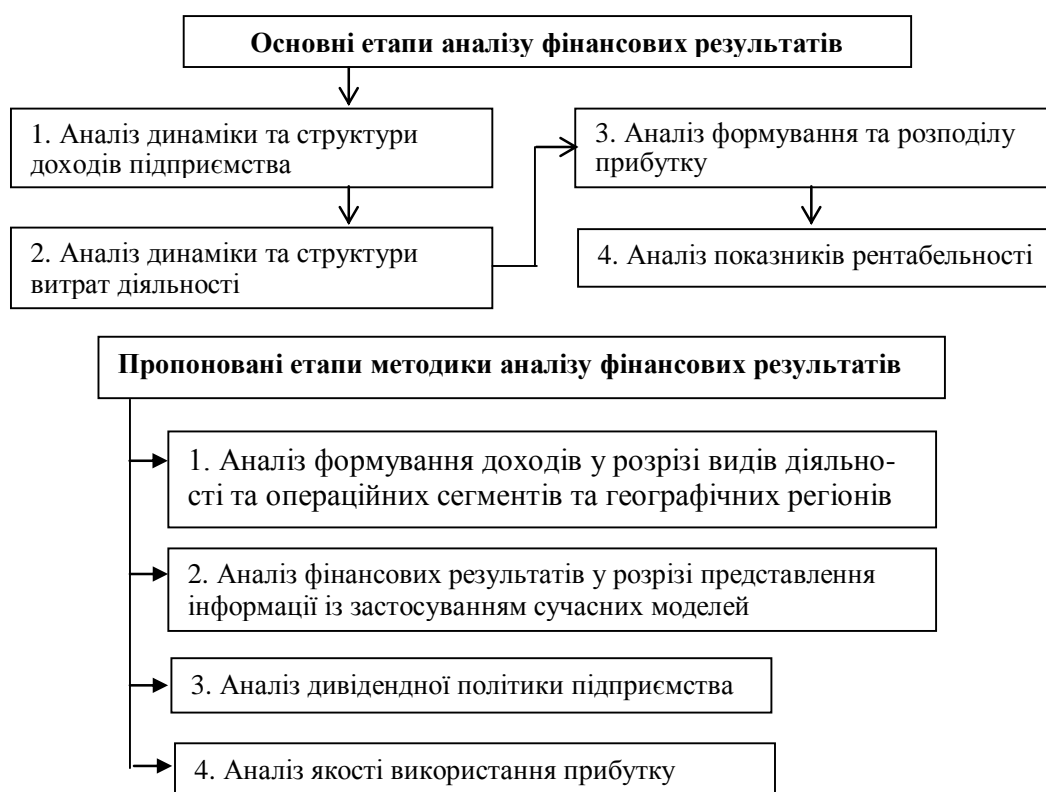 Основні етапи аналізу фінансових результатів
1. Аналіз динаміки та структури
доходів підприємства
2. Аналіз динаміки та структури
витрат діяльності
3. Аналіз формування та розподілу
прибутку
4. Аналіз показників рентабельності
Пропоновані етапи методики аналізу фінансових результатів
1. Аналіз формування доходів у розрізі видів діяльно-
сті та операційних сегментів та географічних регіонів
2. Аналіз фінансових результатів у розрізі представлення
інформації із застосуванням сучасних моделей
3. Аналіз дивідендної політики підприємства
4. Аналіз якості використання прибутку